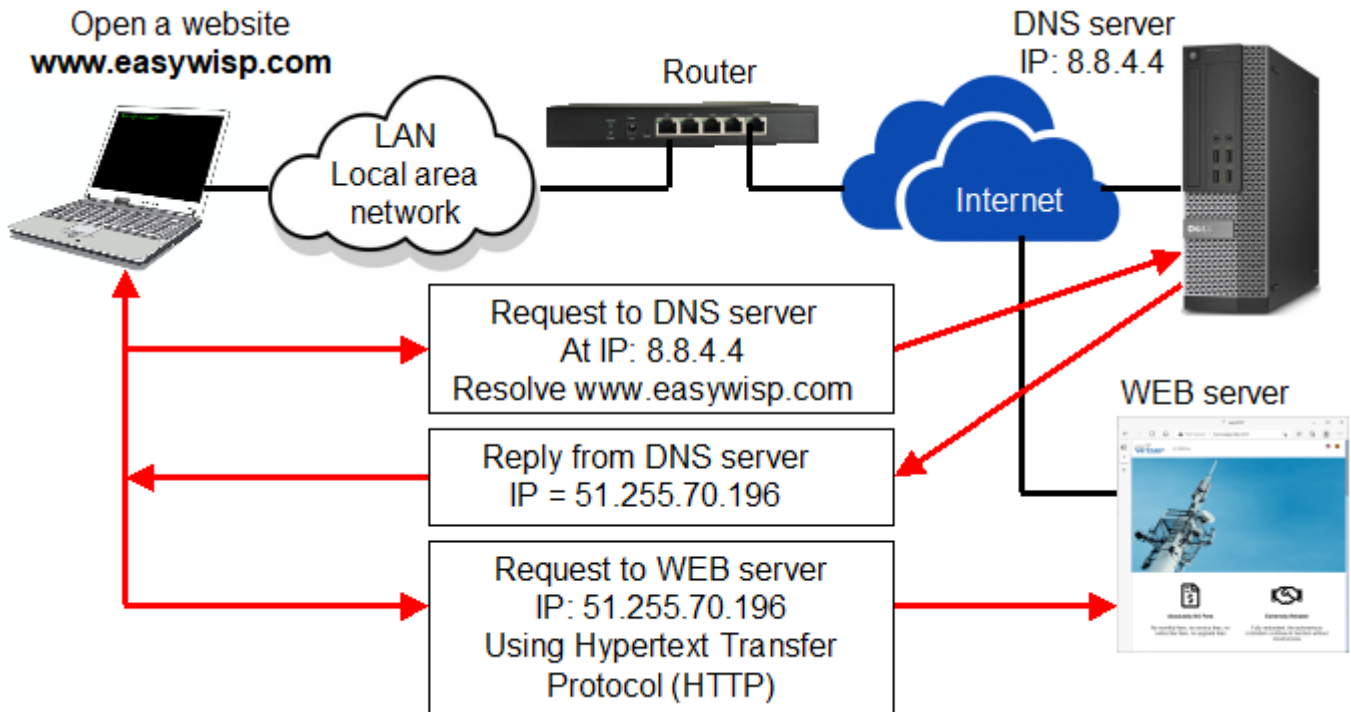 Open a website
www.easywisp.com
DNS server
IP: 8.8.4.4
Router
LAN
Local area
network
Internet
DELL
Request to DNS server
At IP: 8.8.4.4
Resolve www.easywisp.com
WEB server
Reply from DNS server
IP = 51.255.70.196
Request to WEB server
IP: 51.255.70.196
Using Hypertext Transfer
Protocol (HTTP)